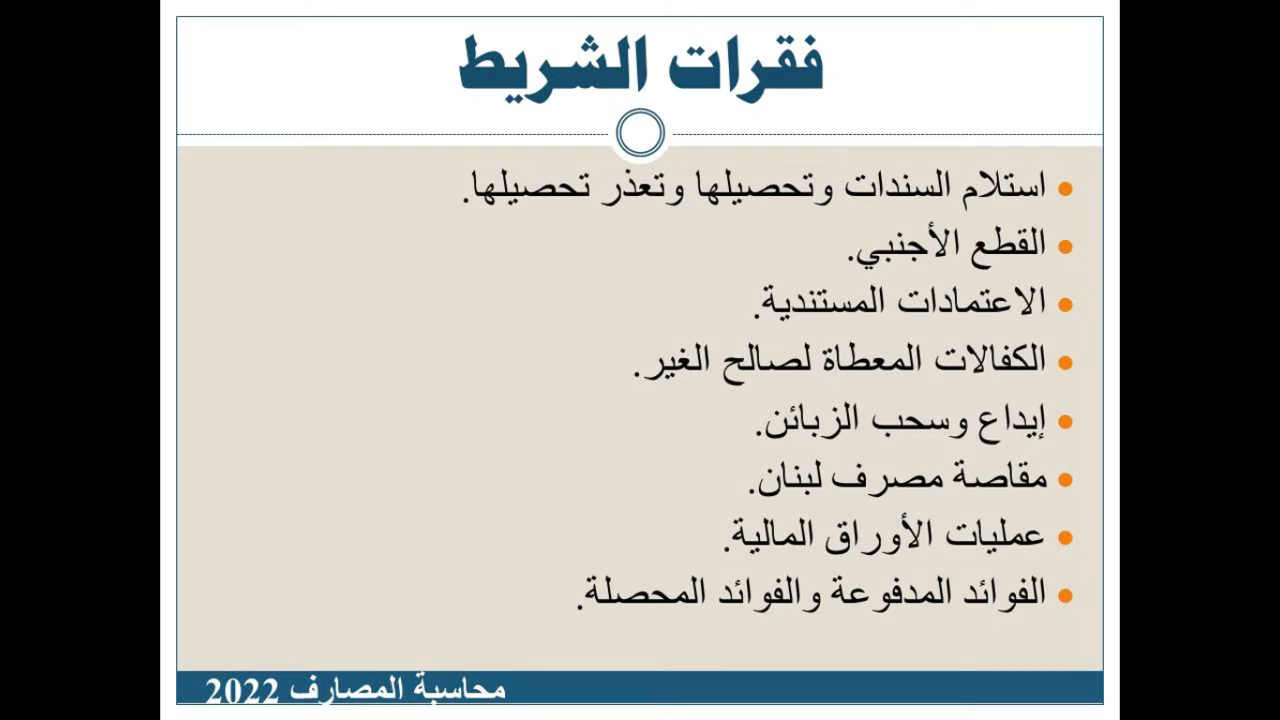 فقرات الشريط
استلام السندات وتحصيلها وتعذر تحصيلها.
القطع الأجنبي.
الاعتمادات المستندية.
الكفالات المعطاة لصالح الغير.
إيداع وسحب الزبائن.
مقاصة مصرف لبنان.
عمليات الأوراق المالية.
الفوائد المدفوعة والفوائد المحصلة.
محاسبة المصارف 2022